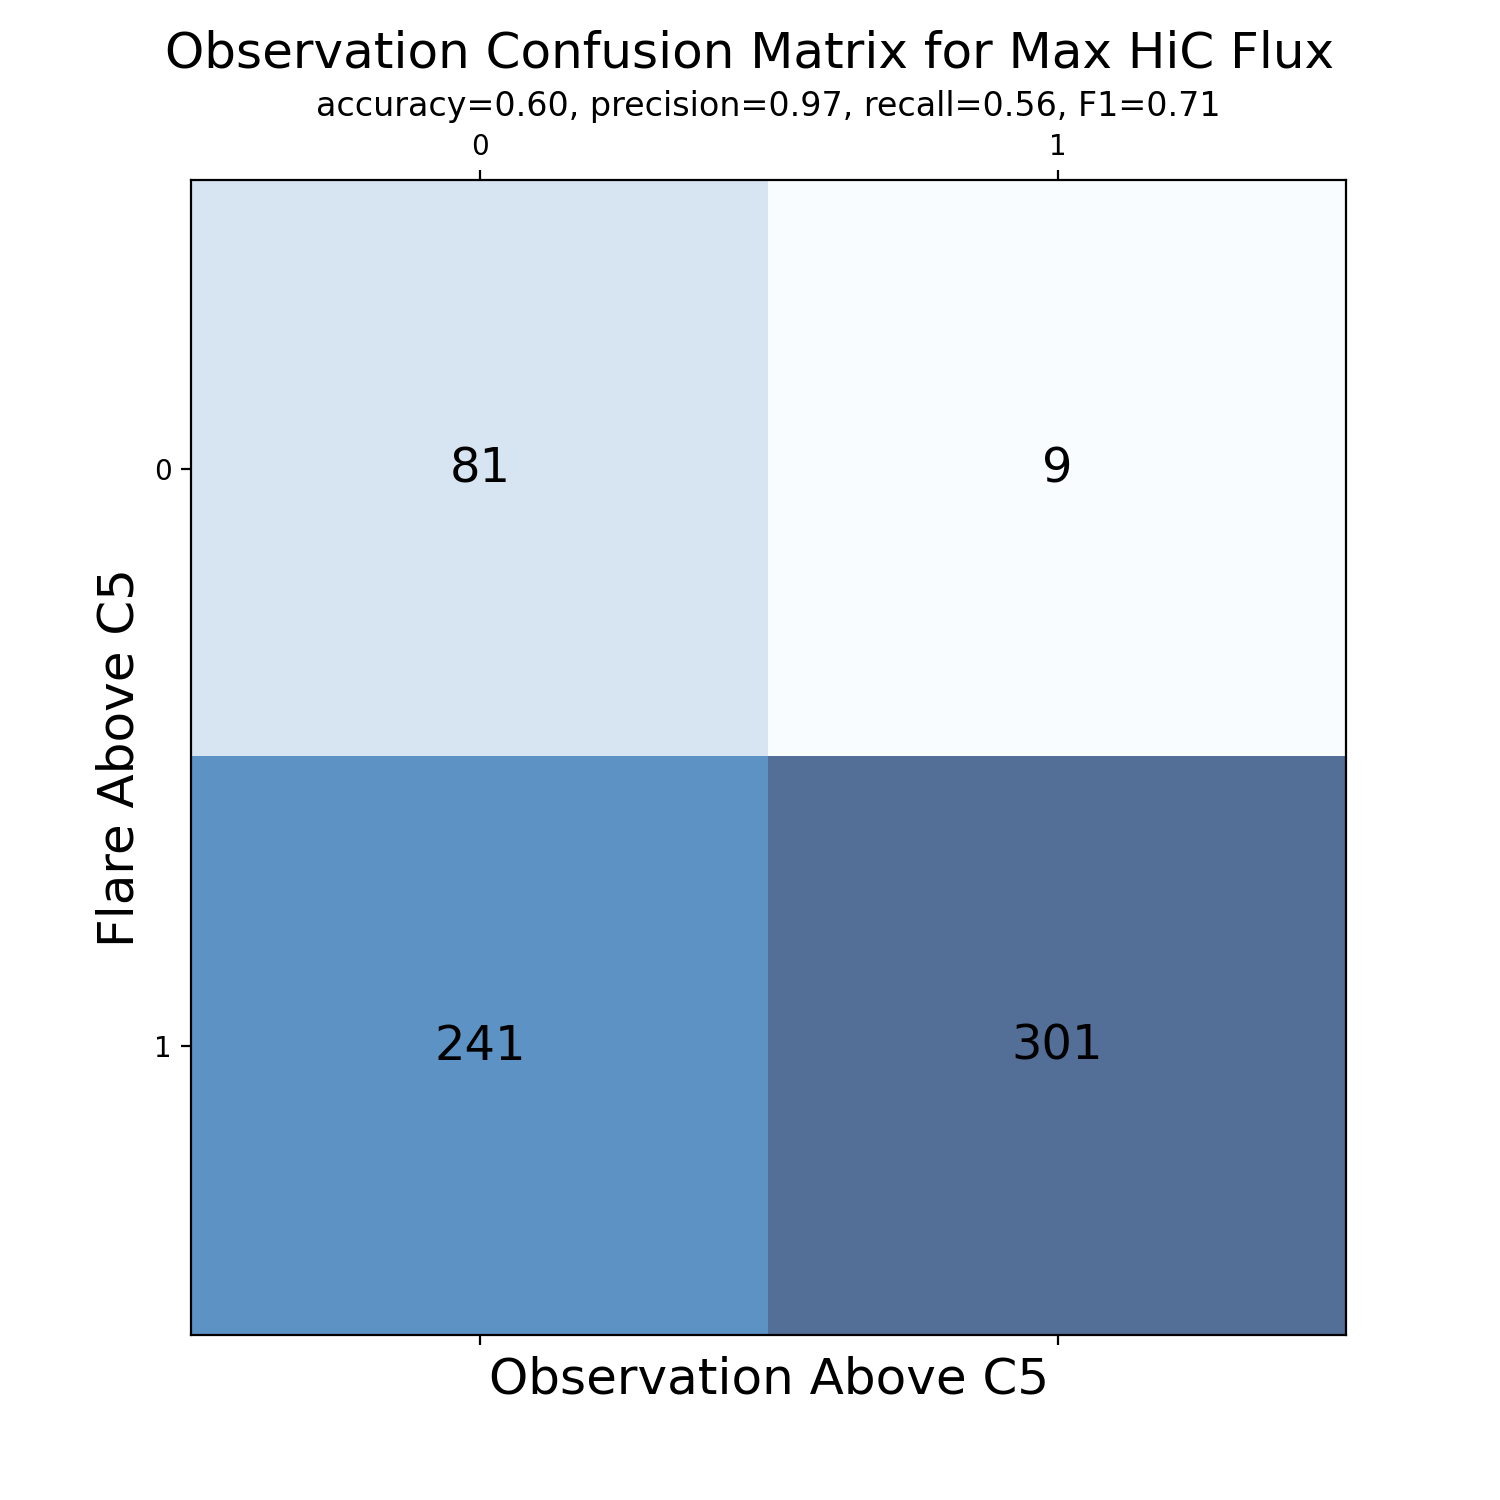 Observation Confusion Matrix for Max HiC Flux
accuracy=0.60, precision=0.97, recall=0.56, F1=0.71
0 1
0 81 9
Flare Above C5
1 241 301
Observation Above C5